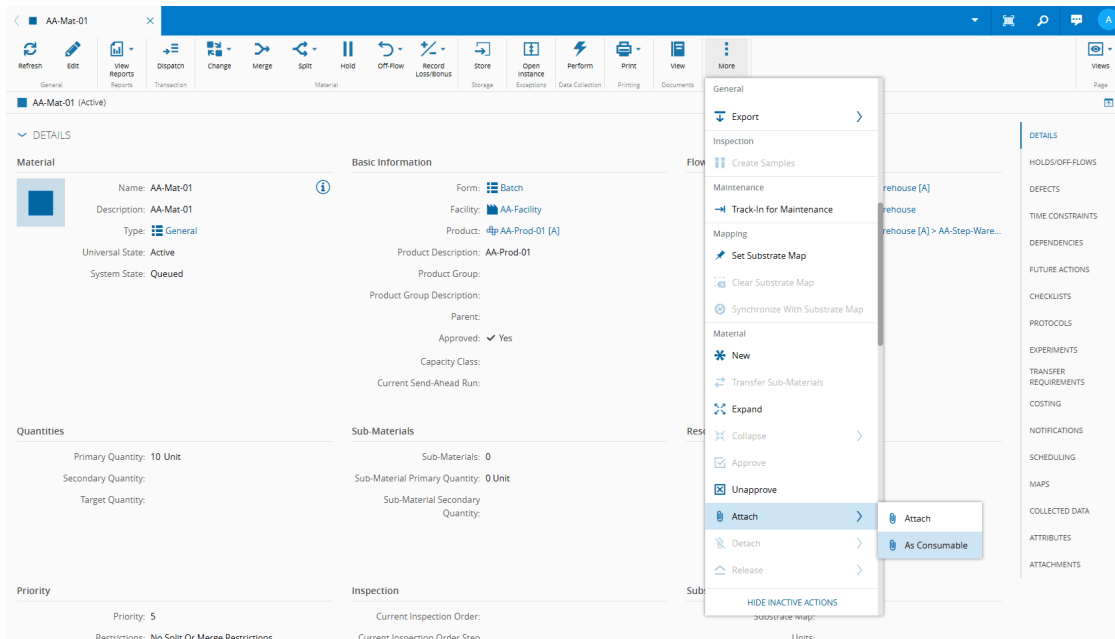 AA-Mat-01
A
Refresh
Edit
View Reports
Dispatch
Change
Merge
Split
Hold
Off-Flow
Record Loss/Bonus
Store
Open Instance
Perform
Print
View
More
Views
General
Reports
Transaction
Material
Storage
Exceptions
Data Collection
Printing
Documents
Page
AA-Mat-01 (Active)
DETAILS
Material
Name: AA-Mat-01
Description: AA-Mat-01
Type: General
Universal State: Active
System State: Queued
Basic Information
Form: Batch
Facility: AA-Facility
Product: AA-Prod-01 [A]
Product Description: AA-Prod-01
Product Group:
Product Group Description:
Parent:
Approved: Yes
Capacity Class:
Current Send-Ahead Run:
Flow
rehouse [A]
rehouse
rehouse [A] > AA-Step-Ware...
Quantities
Primary Quantity: 10 Unit
Secondary Quantity:
Target Quantity:
Sub-Materials
Sub-Materials: 0
Sub-Material Primary Quantity: 0 Unit
Sub-Material Secondary
Quantity:
Reso
Priority
Priority: 5
Restrictions: No Split Or Merge Restrictions
Inspection
Current Inspection Order:
Current Inspection Order Step
Subs
Substrate Map:
Units:
General
Export
Inspection
Create Samples
Maintenance
Track-In for Maintenance
Mapping
Set Substrate Map
Clear Substrate Map
Synchronize With Substrate Map
Material
New
Transfer Sub-Materials
Expand
Collapse
Approve
Unapprove
Attach
Detach
Release
HIDE INACTIVE ACTIONS
Attach
As Consumable
DETAILS
HOLDS/OFF-FLOWS
DEFECTS
TIME CONSTRAINTS
DEPENDENCIES
FUTURE ACTIONS
CHECKLISTS
PROTOCOLS
EXPERIMENTS
TRANSFER
REQUIREMENTS
COSTING
NOTIFICATIONS
SCHEDULING
MAPS
COLLECTED DATA
ATTRIBUTES
ATTACHMENTS